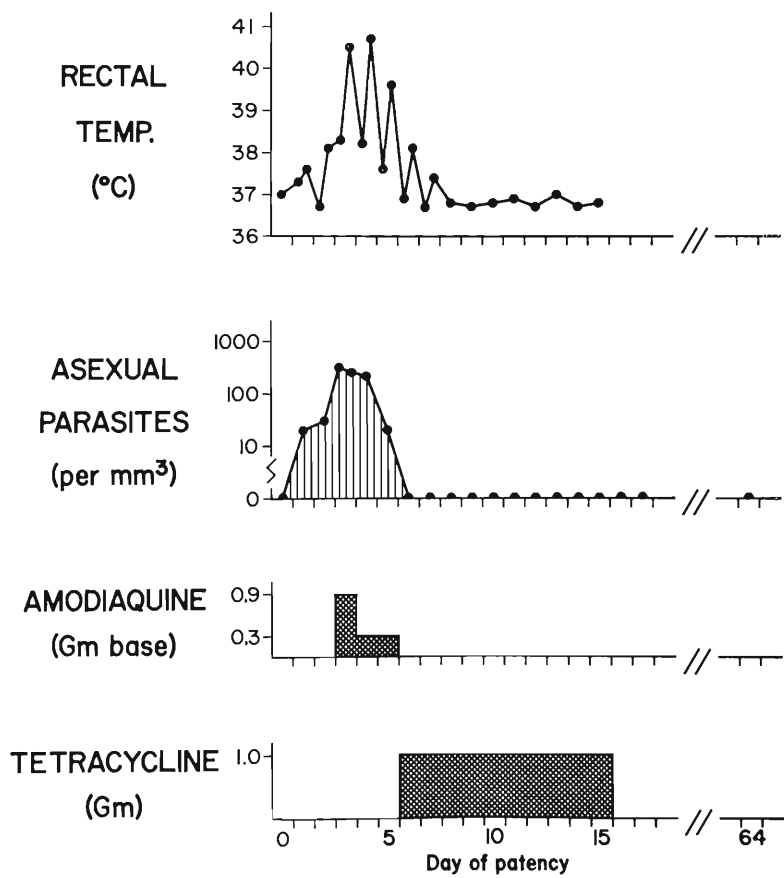 RECTAL
TEMP.
(°C)
41
40
39
38
37
36
ASEXUAL
PARASITES
(per mm³)
1000
100
10
0
AMODIAQUINE
(Gm base)
0.9
0.3
TETRACYCLINE
(Gm)
1.0
0 5 10 15 64
Day of patency